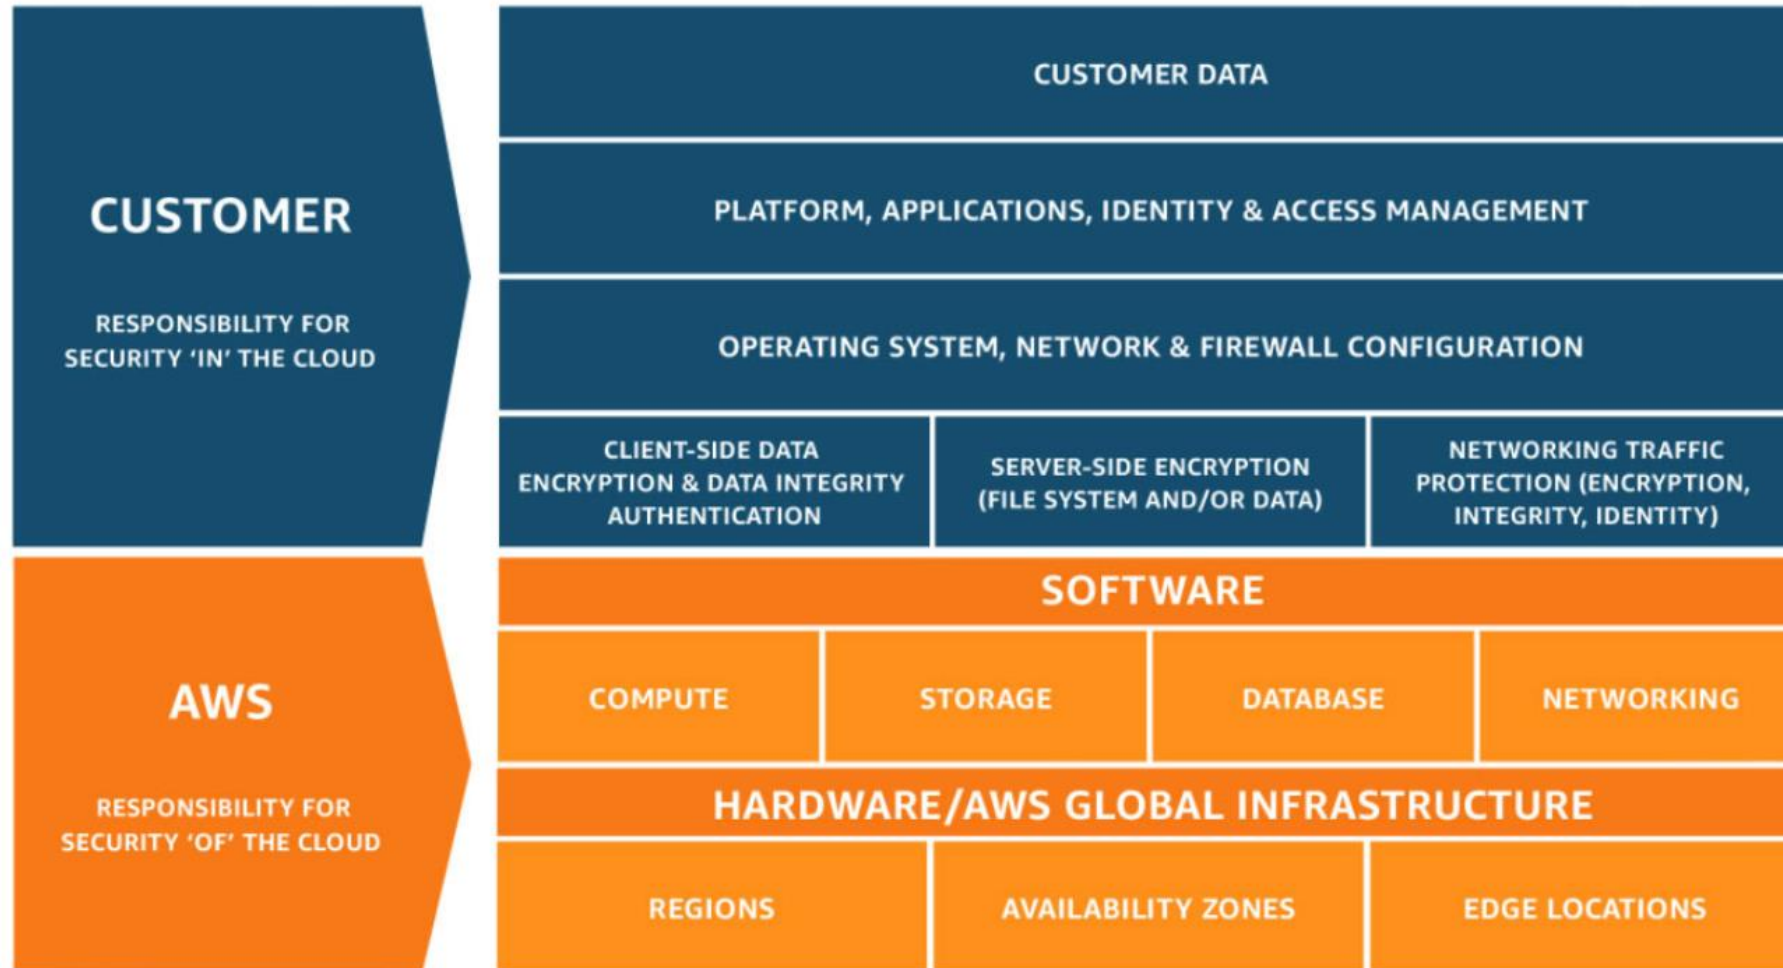 CUSTOMER
RESPONSIBILITY FOR
SECURITY ‘IN’ THE CLOUD
CUSTOMER DATA
PLATFORM, APPLICATIONS, IDENTITY & ACCESS MANAGEMENT
OPERATING SYSTEM, NETWORK & FIREWALL CONFIGURATION
CLIENT-SIDE DATA
ENCRYPTION & DATA INTEGRITY
AUTHENTICATION
SERVER-SIDE ENCRYPTION
(FILE SYSTEM AND/OR DATA)
NETWORKING TRAFFIC
PROTECTION (ENCRYPTION,
INTEGRITY, IDENTITY)
AWS
RESPONSIBILITY FOR
SECURITY ‘OF’ THE CLOUD
SOFTWARE
COMPUTE
STORAGE
DATABASE
NETWORKING
HARDWARE/AWS GLOBAL INFRASTRUCTURE
REGIONS
AVAILABILITY ZONES
EDGE LOCATIONS